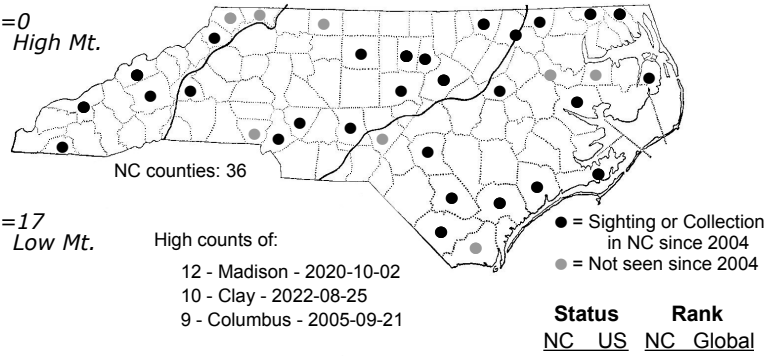 =0
High Mt.
NC counties: 36
=17
Low Mt.
High counts of:
12 - Madison - 2020-10-02
10 - Clay - 2022-08-25
9 - Columbus - 2005-09-21
= Sighting or Collection
in NC since 2004
= Not seen since 2004
Status Rank
NC US NC Global